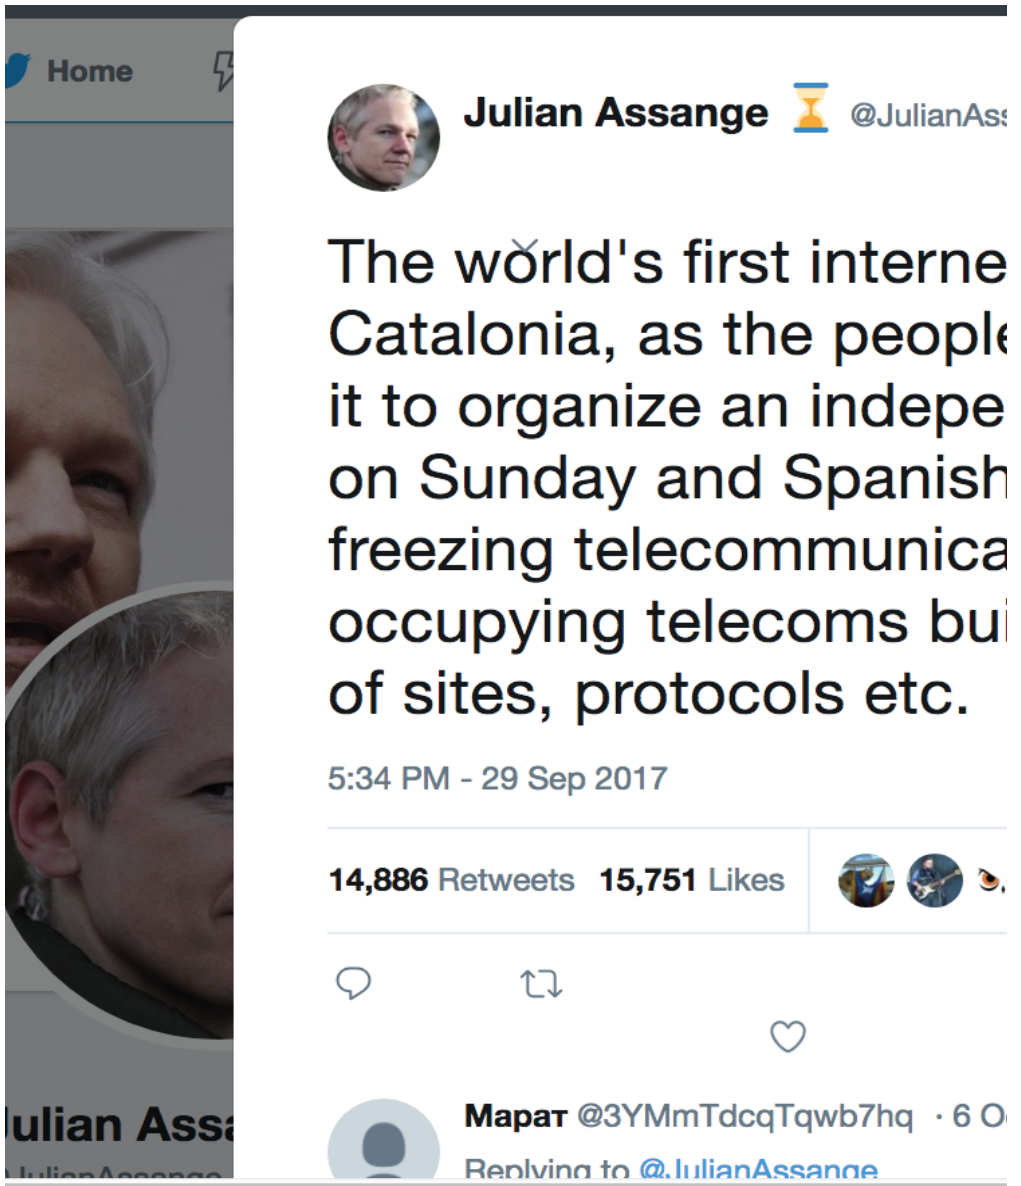 Home
Julian Assange ⏳ @JulianAss
The world's first interne
Catalonia, as the people
it to organize an indepe
on Sunday and Spanish
freezing telecommunica
occupying telecoms bui
of sites, protocols etc.
5:34 PM - 29 Sep 2017
14,886 Retweets 15,751 Likes
Марат @3YMmTdcqTqwb7hq · 6 O
Replying to @JulianAssange
Julian Assa
@JulianAssange